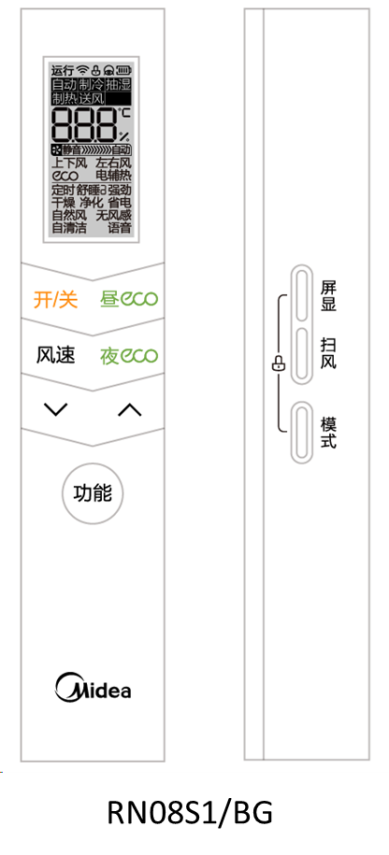 运行
自动 制冷 抽湿
制热 送风
888 ℃ %
静音 自动
上下风 左右风
eco 电辅热
定时 舒睡 强劲
干燥 净化 省电
自然风 无风感
自清洁 语音
开/关 昼eco
风速 夜eco
功能
Midea
屏显
扫风
模式
RN08S1/BG